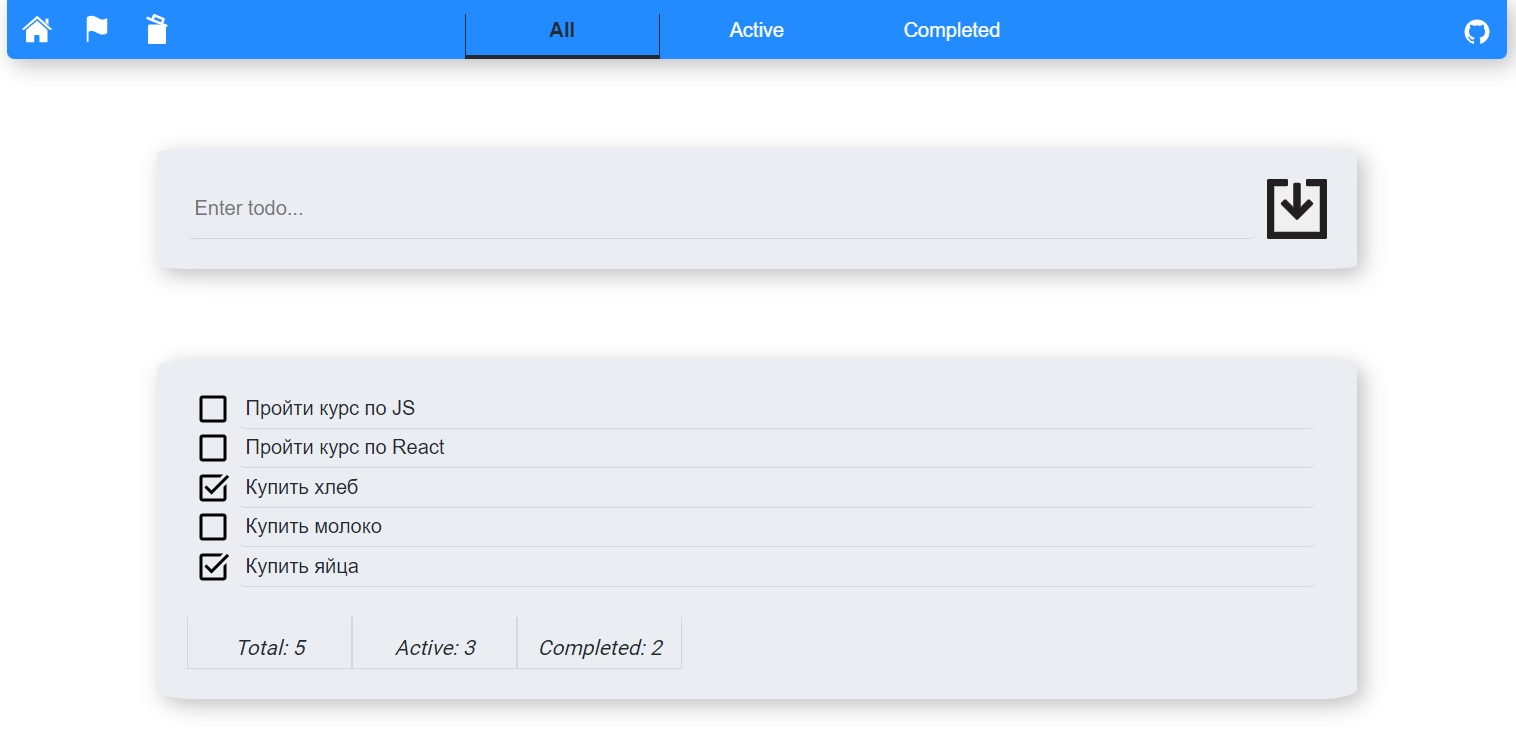 All Active Completed
Enter todo...
Пройти курс по JS
Пройти курс по React
Купить хлеб
Купить молоко
Купить яйца
Total: 5 Active: 3 Completed: 2